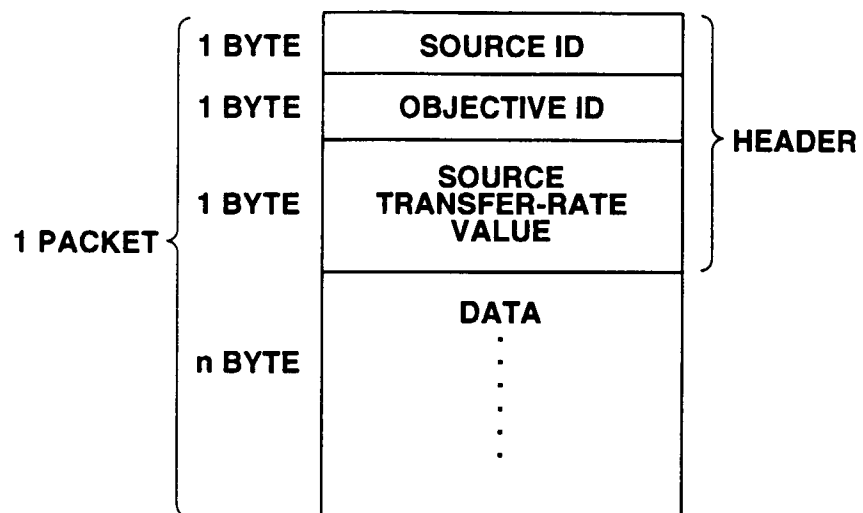 1 BYTE SOURCE ID
1 BYTE OBJECTIVE ID
HEADER
1 BYTE
SOURCE
TRANSFER-RATE
VALUE
1 PACKET
DATA
n BYTE